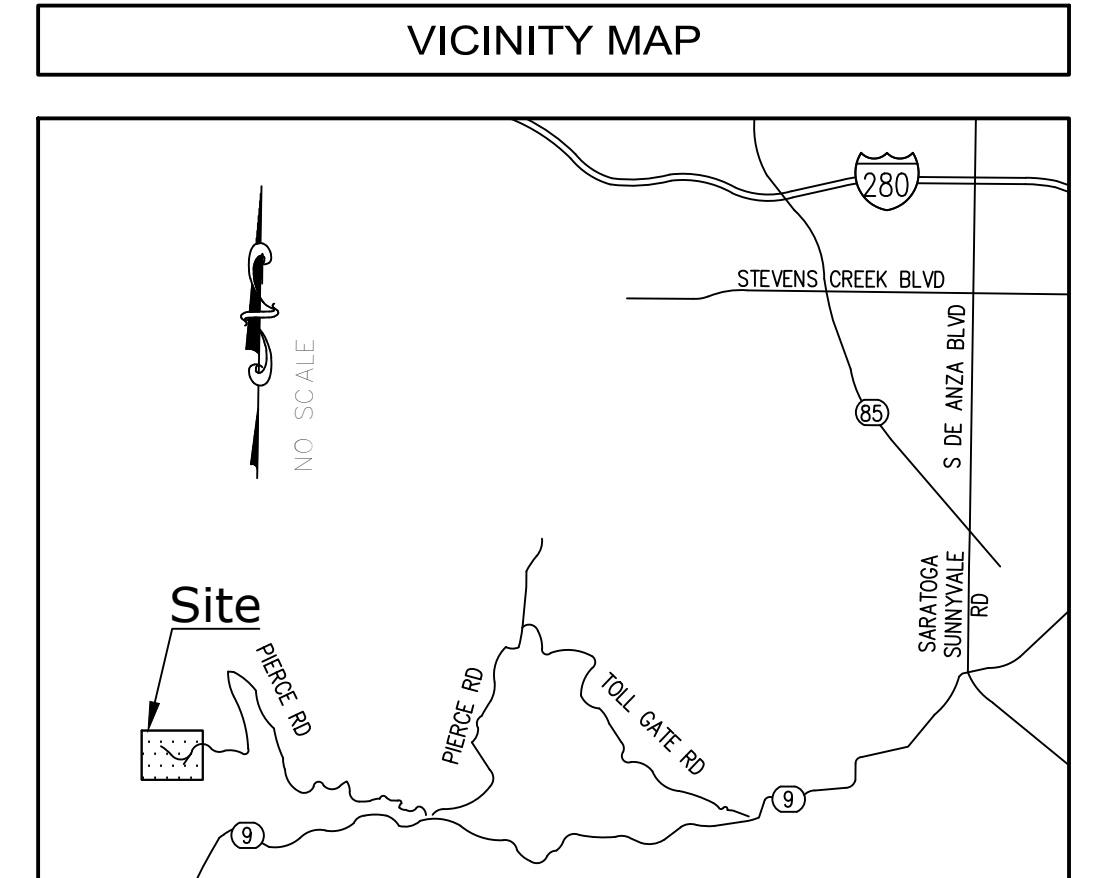 VICINITY MAP
280
STEVENS CREEK BLVD
S DE ANZA BLVD
NO SCALE
85
SARATOGA
SUNNYVALE
RD
Site
PIERCE RD
PIERCE RD
TOLL GATE RD
9
9